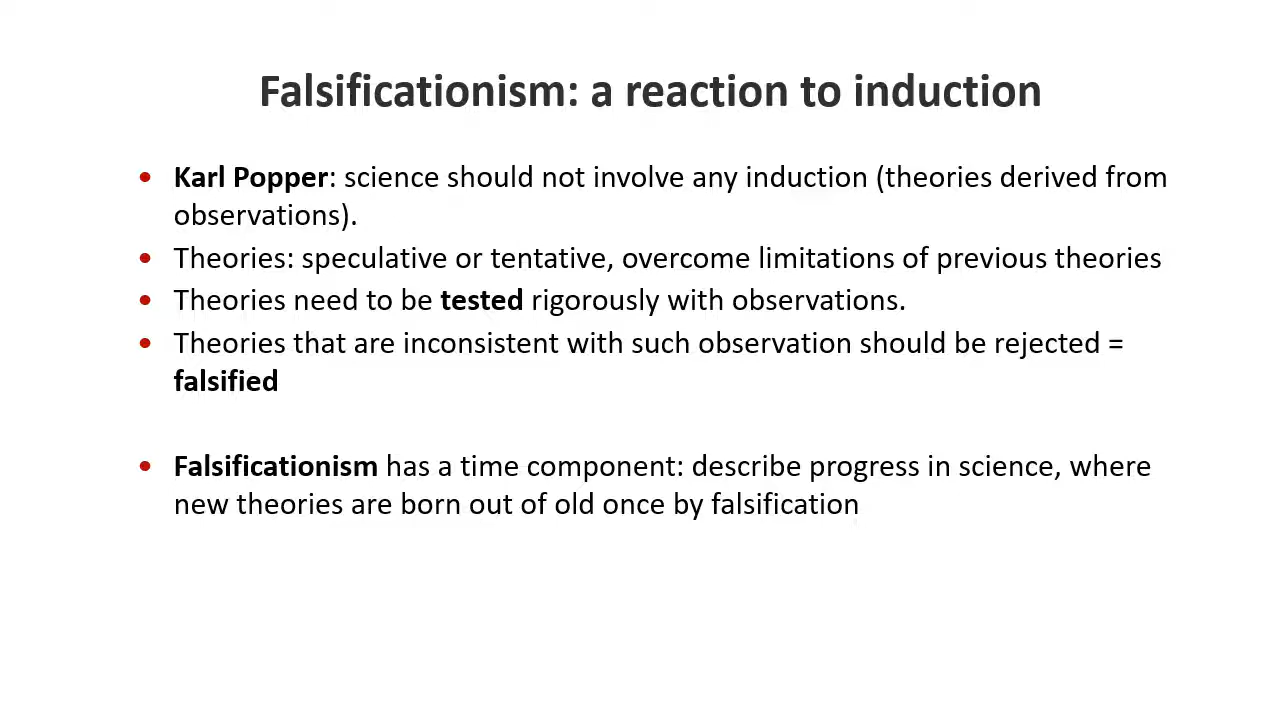 Falsificationism: a reaction to induction
• Karl Popper: science should not involve any induction (theories derived from
observations).
• Theories: speculative or tentative, overcome limitations of previous theories
• Theories need to be tested rigorously with observations.
• Theories that are inconsistent with such observation should be rejected =
falsified
• Falsificationism has a time component: describe progress in science, where
new theories are born out of old once by falsification